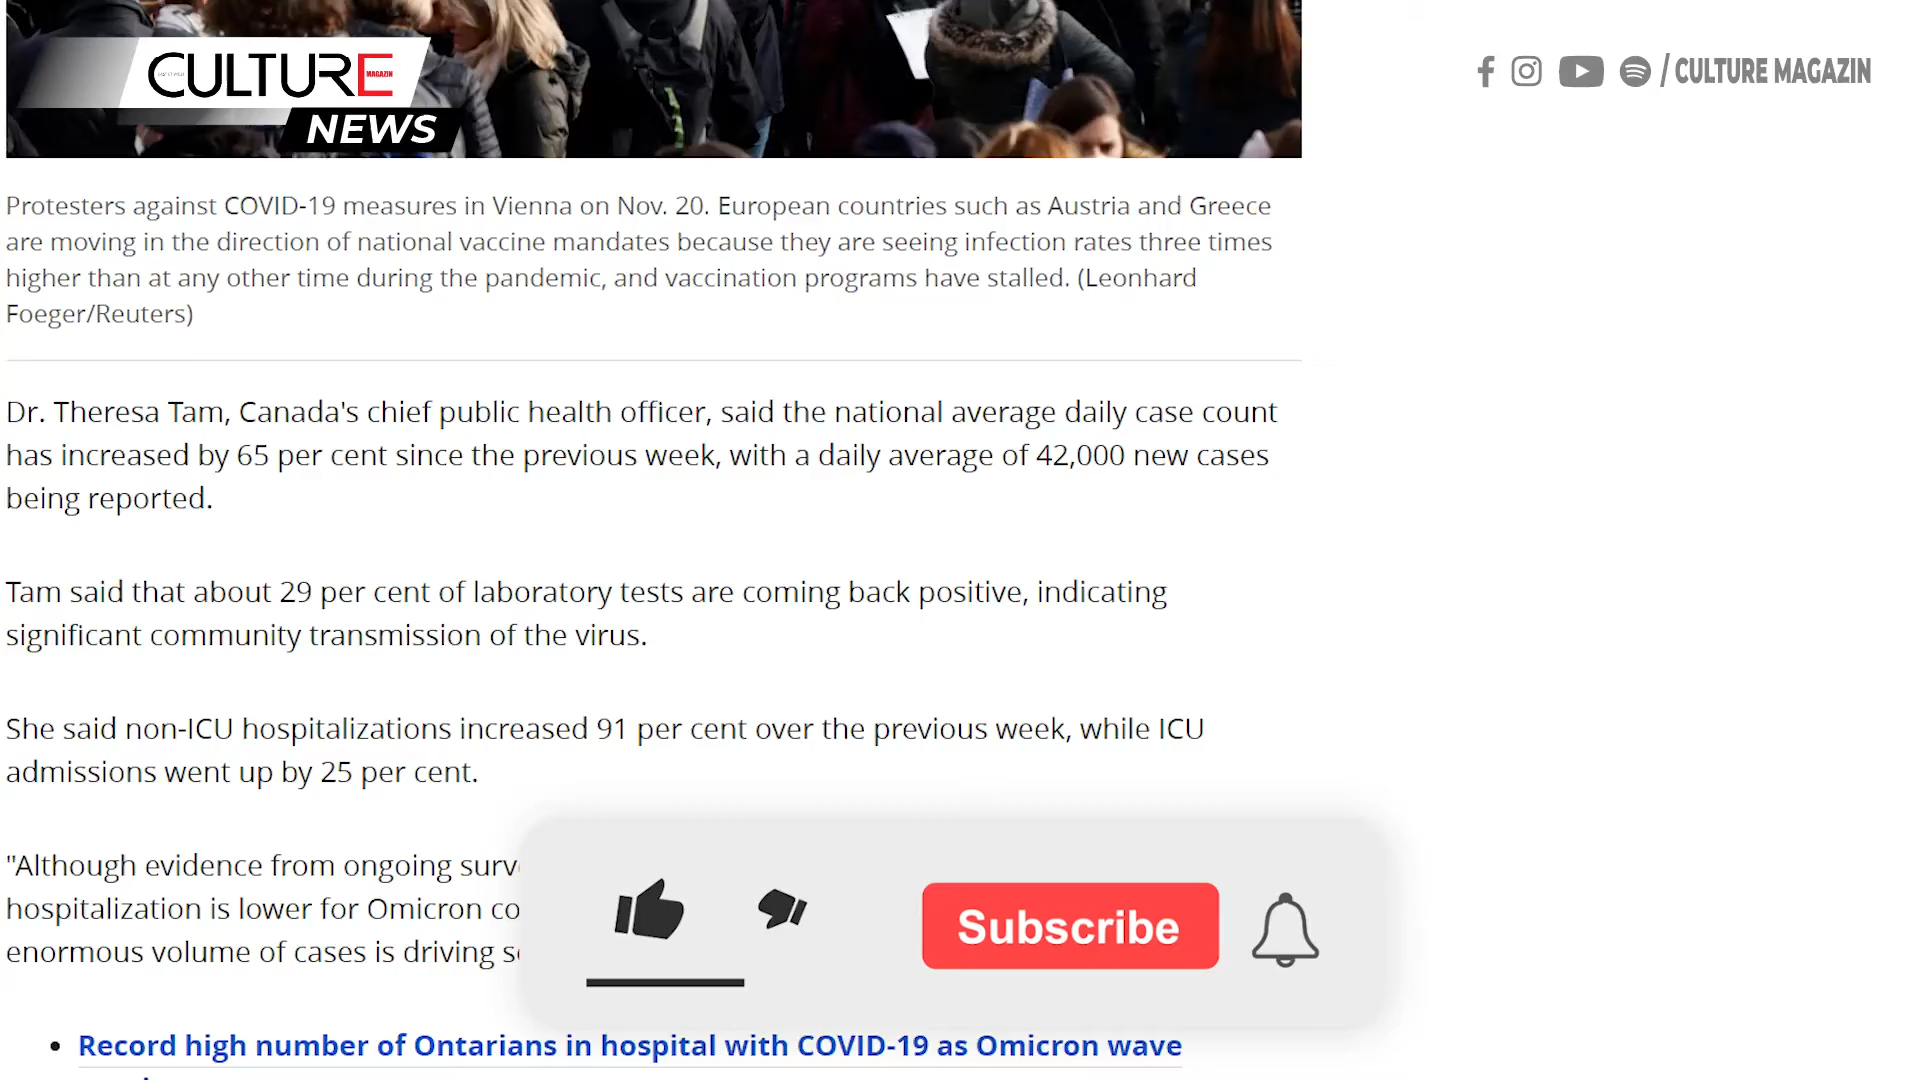 CULTURE
MAGAZIN
NEWS
/ CULTURE MAGAZIN
Protesters against COVID-19 measures in Vienna on Nov. 20. European countries such as Austria and Greece
are moving in the direction of national vaccine mandates because they are seeing infection rates three times
higher than at any other time during the pandemic, and vaccination programs have stalled. (Leonhard
Foeger/Reuters)
Dr. Theresa Tam, Canada's chief public health officer, said the national average daily case count
has increased by 65 per cent since the previous week, with a daily average of 42,000 new cases
being reported.
Tam said that about 29 per cent of laboratory tests are coming back positive, indicating
significant community transmission of the virus.
She said non-ICU hospitalizations increased 91 per cent over the previous week, while ICU
admissions went up by 25 per cent.
"Although evidence from ongoing
hospitalization is lower for Omicron
enormous volume of cases is driving
Subscribe
• Record high number of Ontarians in hospital with COVID-19 as Omicron wave